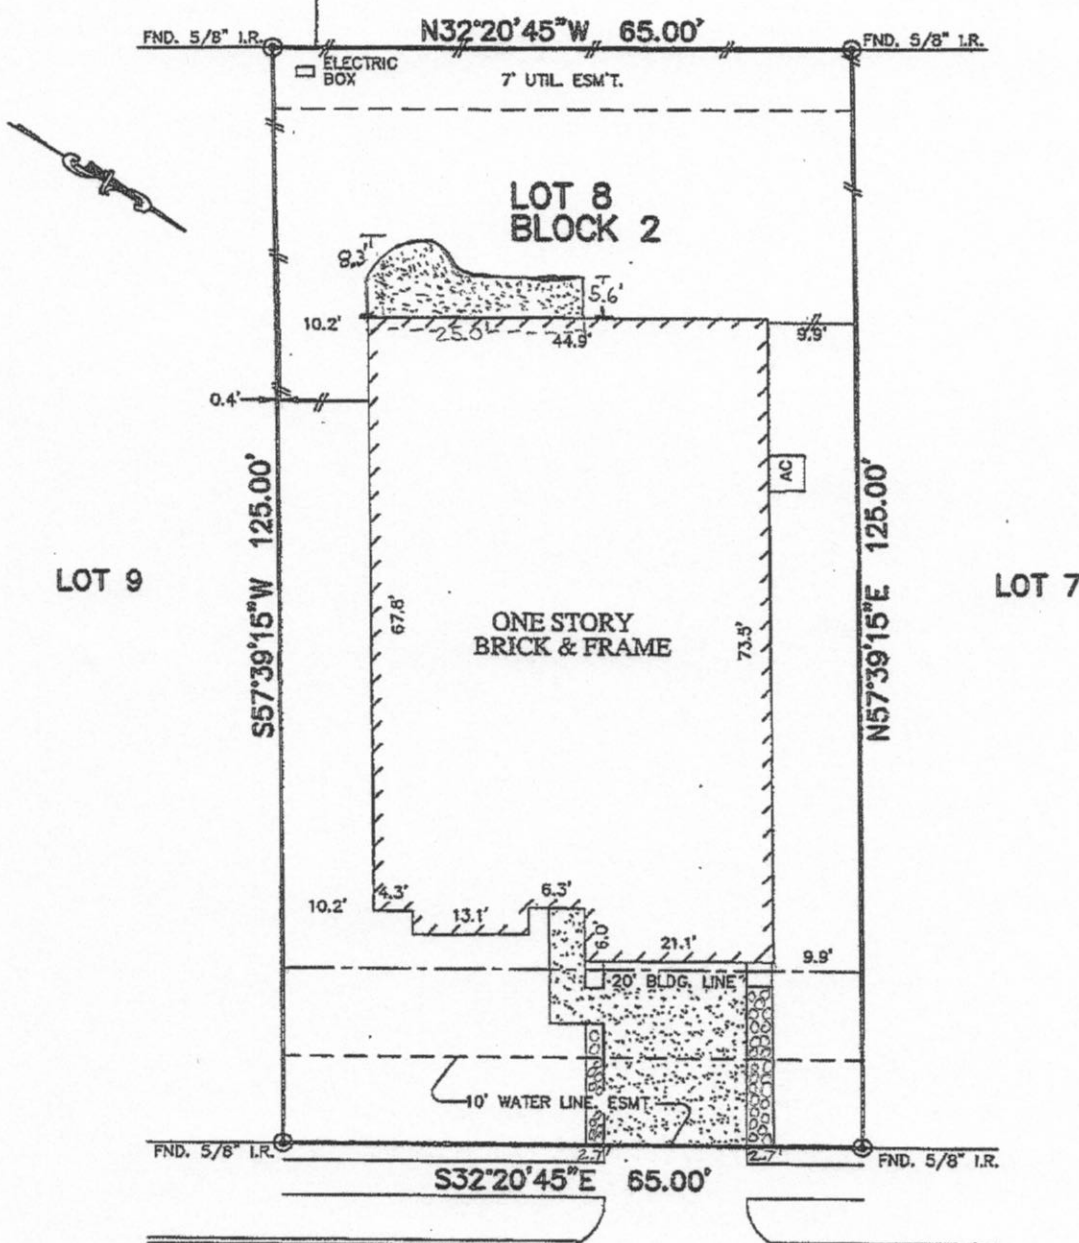 N32°20'45"W 65.00'
FND. 5/8" I.R.
FND. 5/8" I.R.
ELECTRIC
BOX
7' UTIL. ESM'T.
LOT 8
BLOCK 2
8.3'
5.6'
10.2'
25.0'
44.9'
9.9'
0.4'
AC
S57°39'15"W 125.00'
N57°39'15"E 125.00'
LOT 9
LOT 7
67.8'
ONE STORY
BRICK & FRAME
73.5'
4.3'
6.3'
10.2'
13.1'
6.0'
21.1'
9.9'
20' BLDG. LINE
10' WATER LINE ESMT
FND. 5/8" I.R.
2.7'
2.7'
FND. 5/8" I.R.
S32°20'45"E 65.00'